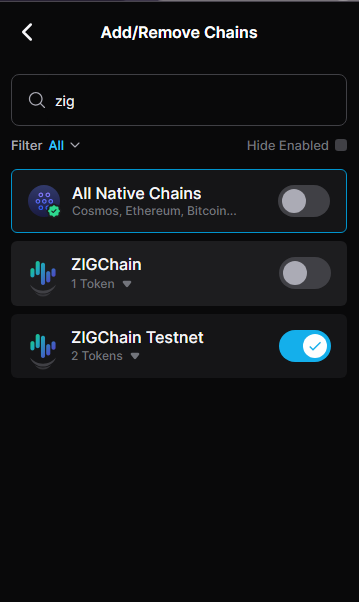 Add/Remove Chains
zig
Filter All
Hide Enabled
All Native Chains
Cosmos, Ethereum, Bitcoin...
ZIGChain
1 Token
ZIGChain Testnet
2 Tokens